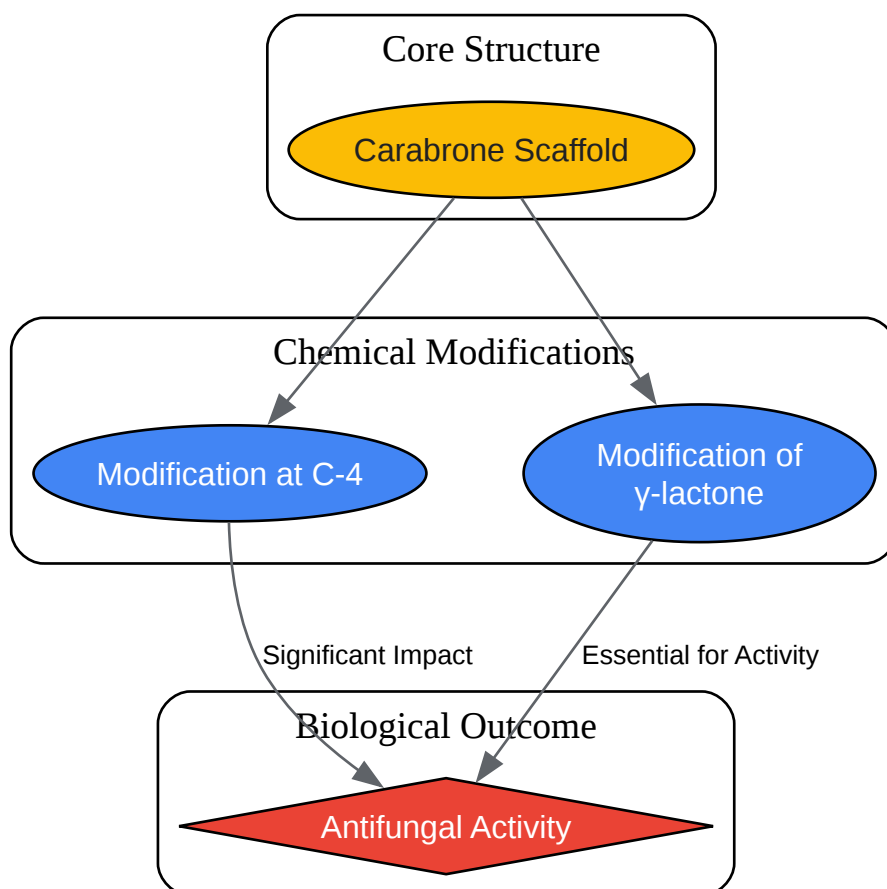 Core Structure
Carabrone Scaffold
Chemical Modifications
Modification at C-4
Modification of
γ-lactone
Significant Impact
Essential for Activity
Biological Outcome
Antifungal Activity